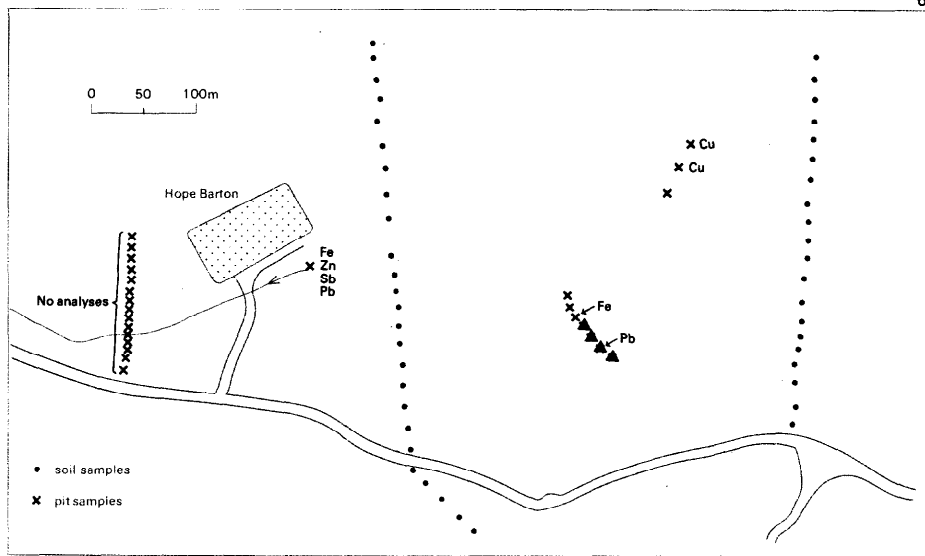 0 50 100m
Cu
Cu
Hope Barton
Fe
Zn
Sb
Pb
No analyses
Fe
Pb
soil samples
pit samples